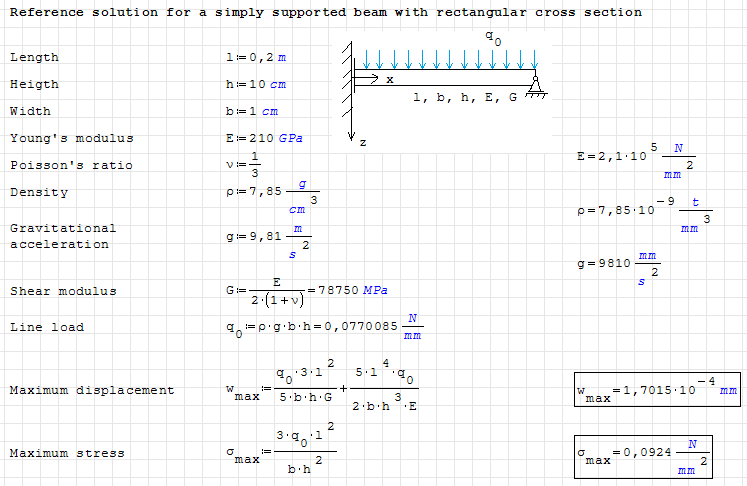 Reference solution for a simply supported beam with rectangular cross section
q₀
Length l≔0,2 m
x
Heigth h≔10 cm
l, b, h, E, G
Width b≔1 cm
Young's modulus E≔210 GPa
z
Poisson's ratio ν≔1/3
E=2,1·10⁵ N/mm²
Density ρ≔7,85 g/cm³
ρ=7,85·10⁻⁹ t/mm³
Gravitational
acceleration g≔9,81 m/s²
g=9810 mm/s²
Shear modulus G≔E/(2·(1+ν))=78750 MPa
Line load q₀≔ρ·g·b·h=0,0770085 N/mm
Maximum displacement w_max≔(q₀·3·l²)/(5·b·h·G)+(5·l⁴·q₀)/(2·b·h³·E)
w_max=1,7015·10⁻⁴ mm
Maximum stress σ_max≔(3·q₀·l²)/(b·h²)
σ_max=0,0924 N/mm²